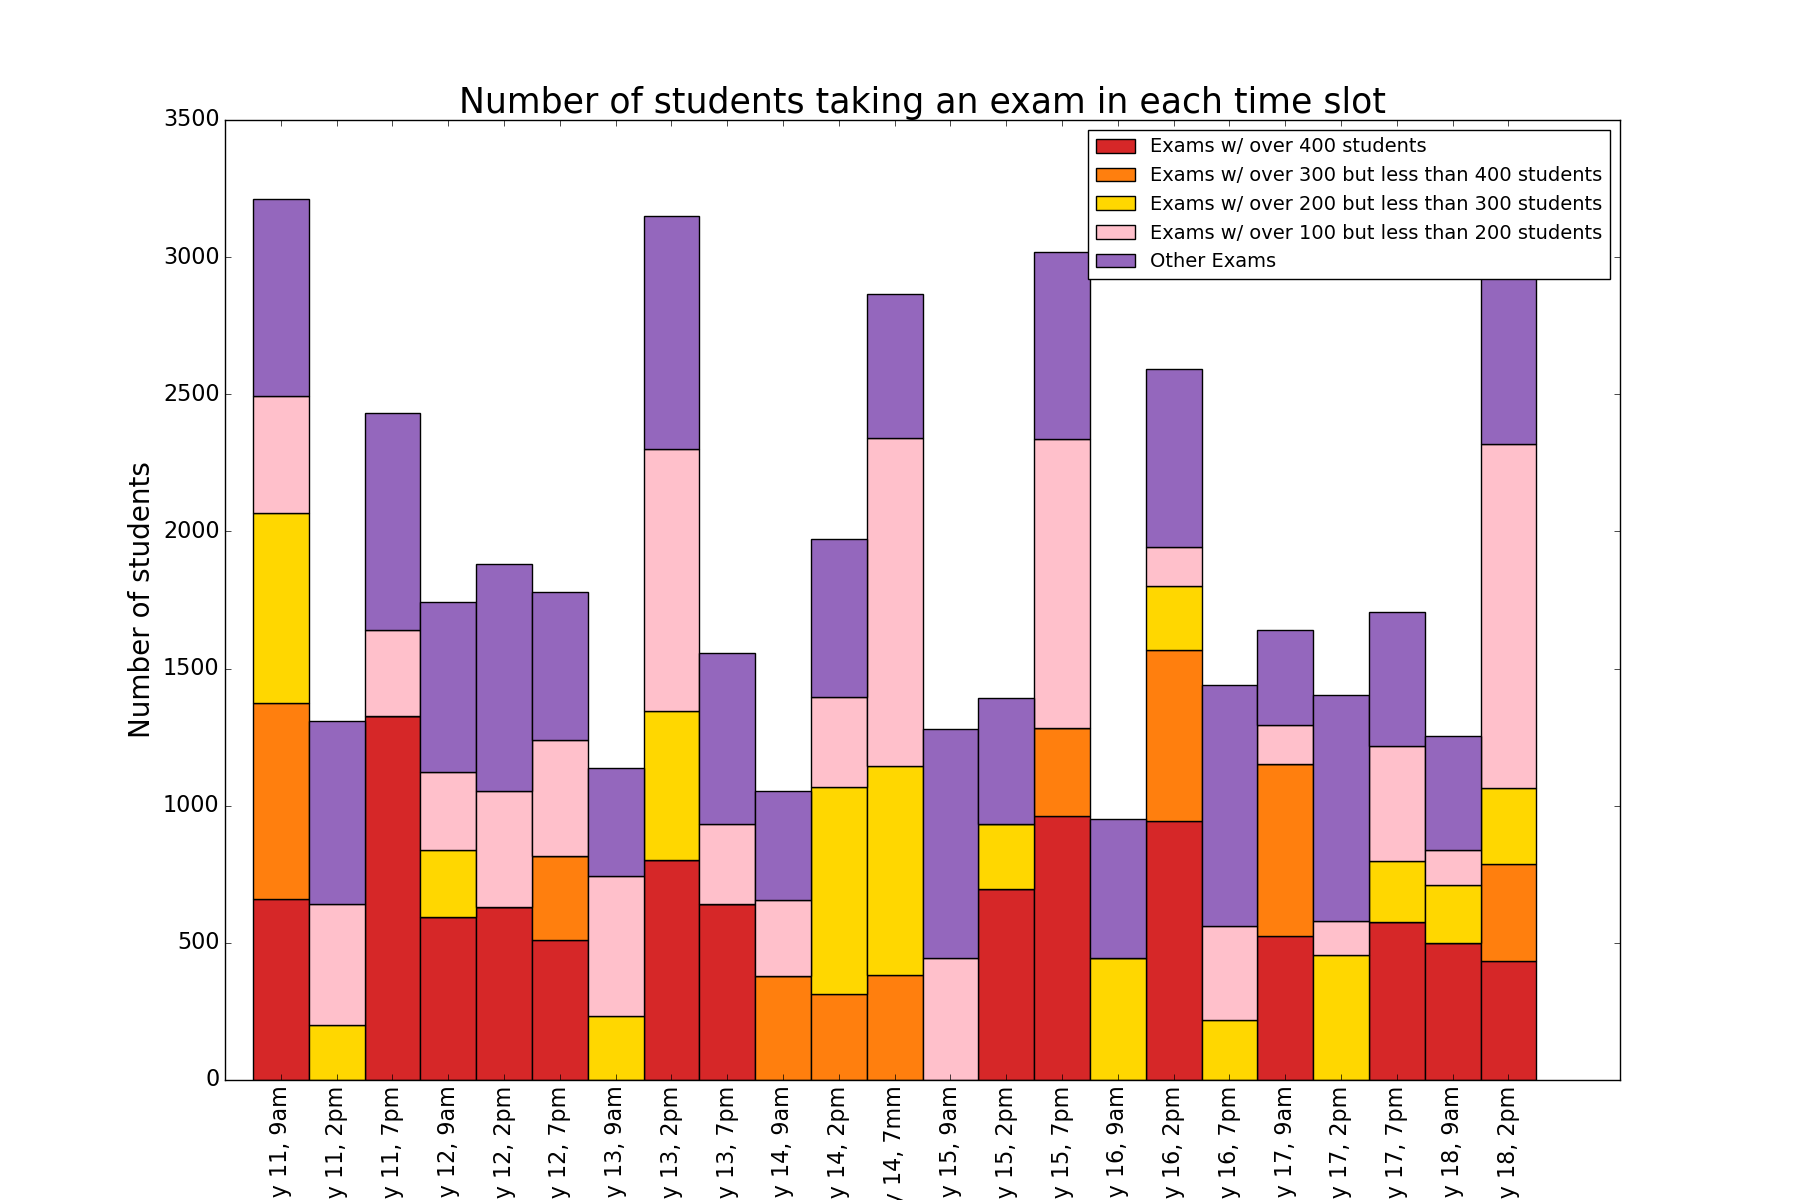 Number of students taking an exam in each time slot
Exams w/ over 400 students
Exams w/ over 300 but less than 400 students
Exams w/ over 200 but less than 300 students
Exams w/ over 100 but less than 200 students
Other Exams
Number of students
3500
3000
2500
2000
1500
1000
500
0
y 11, 9am
y 11, 2pm
y 11, 7pm
y 12, 9am
y 12, 2pm
y 12, 7pm
y 13, 9am
y 13, 2pm
y 13, 7pm
y 14, 9am
y 14, 2pm
y 14, 7mm
y 15, 9am
y 15, 2pm
y 15, 7pm
y 16, 9am
y 16, 2pm
y 16, 7pm
y 17, 9am
y 17, 2pm
y 17, 7pm
y 18, 9am
y 18, 2pm